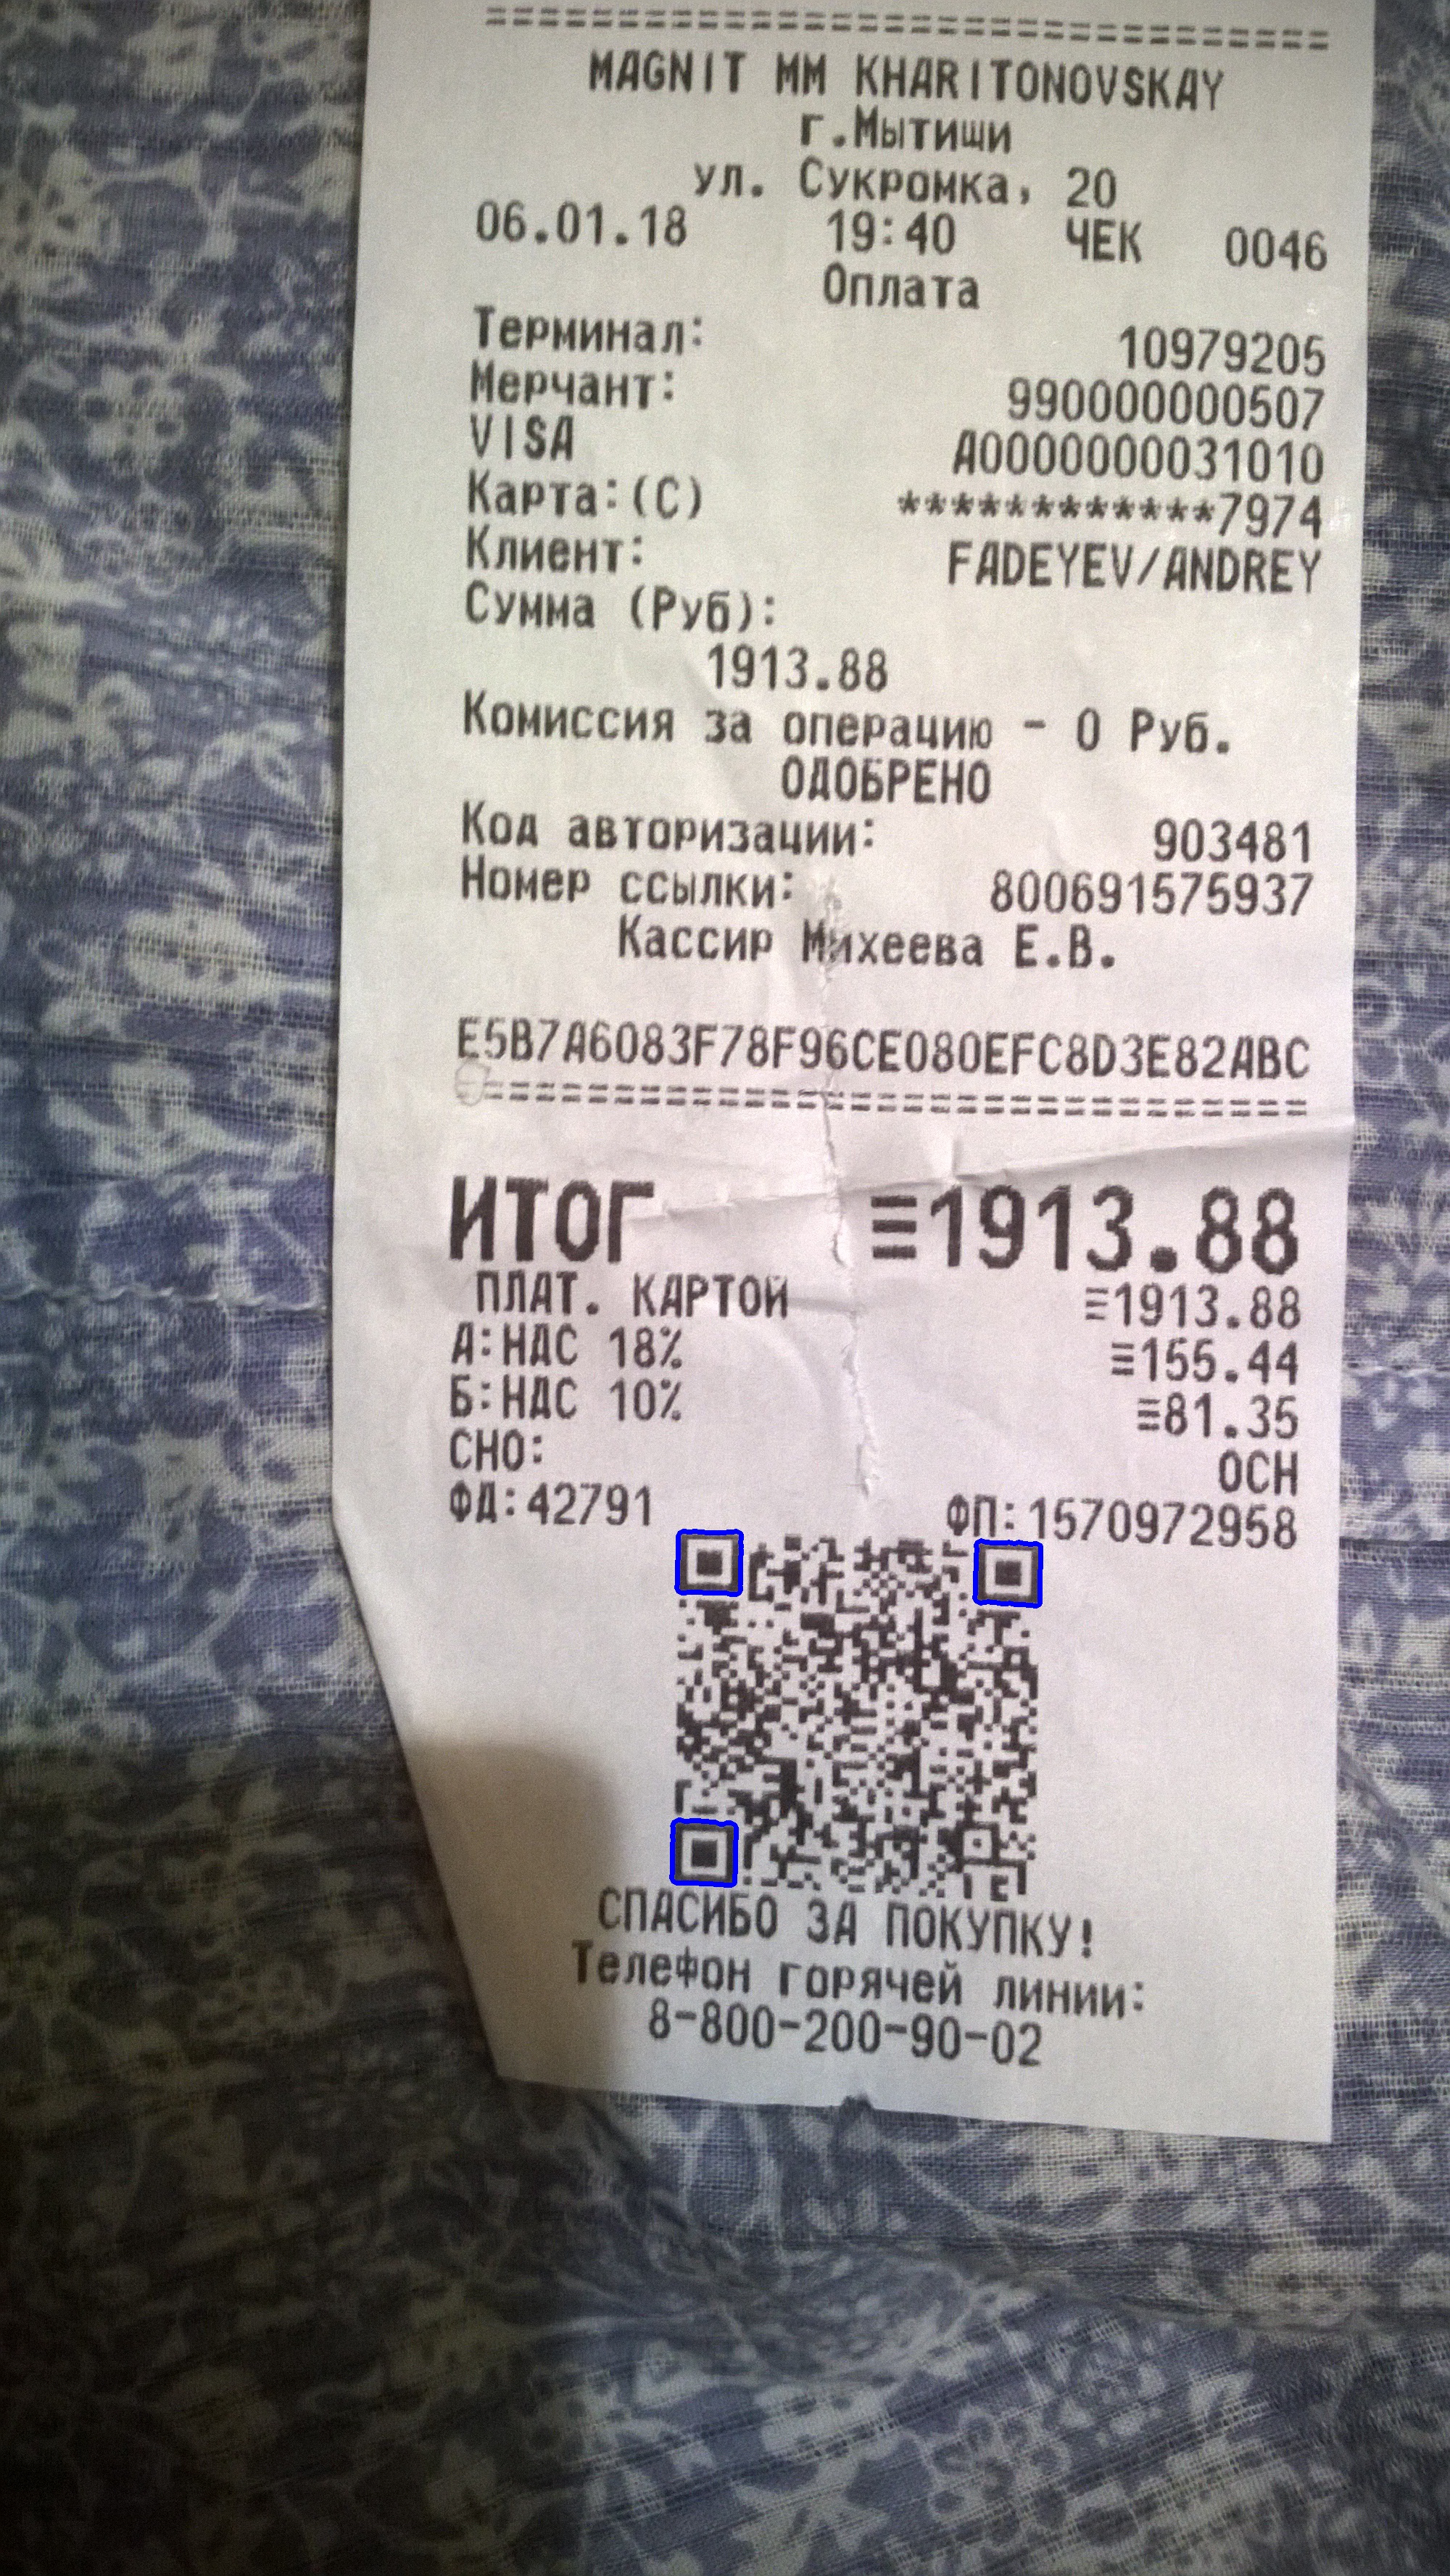 ================================
MAGNIT MM KHARITONOVSKAY
г.Мытищи
ул. Сукромка, 20
06.01.18 19:40 ЧЕК 0046
Оплата
Терминал: 10979205
Мерчант: 990000000507
VISA A0000000031010
Карта:(C) ************7974
Клиент: FADEYEV/ANDREY
Сумма (Руб):
1913.88
Комиссия за операцию - 0 Руб.
ОДОБРЕНО
Код авторизации: 903481
Номер ссылки: 800691575937
Кассир Михеева Е.В.
E5B7A6083F78F96CE080EFC8D3E82ABC
================================
ИТОГ ≡1913.88
ПЛАТ. КАРТОЙ ≡1913.88
А:НДС 18% ≡155.44
Б:НДС 10% ≡81.35
СНО: ОСН
ФД:42791 ФП:1570972958
СПАСИБО ЗА ПОКУПКУ!
Телефон горячей линии:
8-800-200-90-02